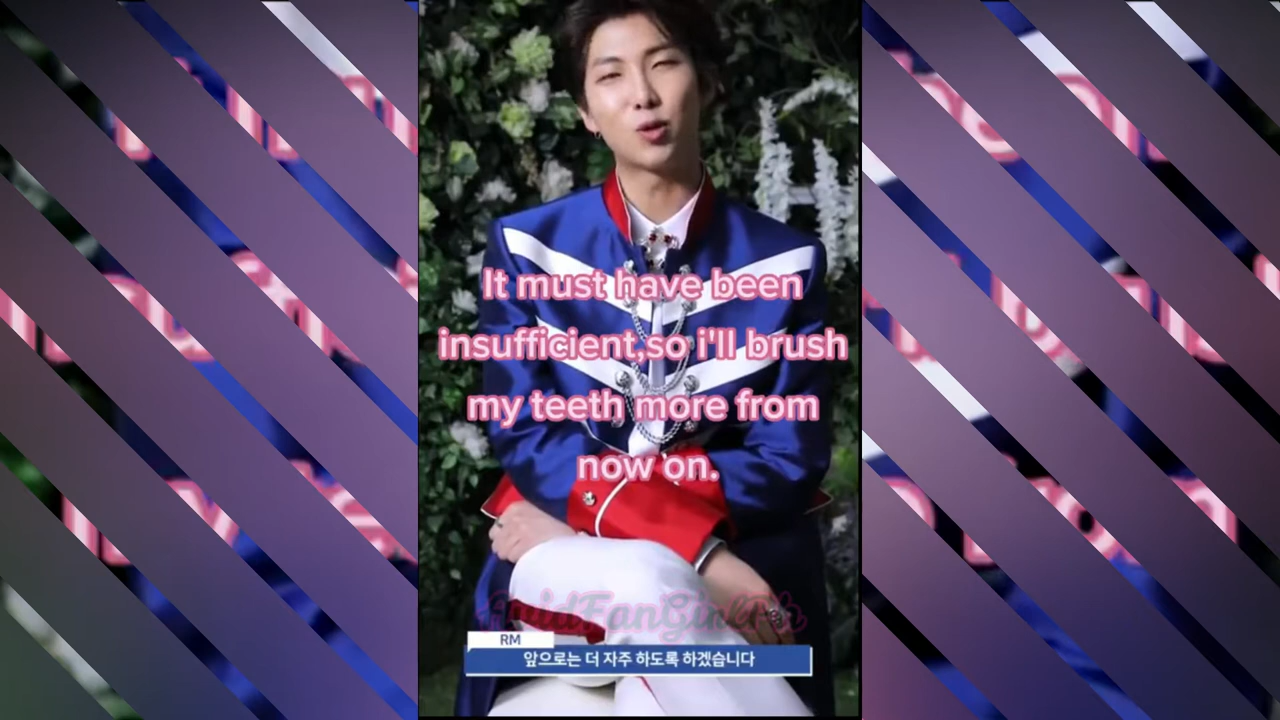 It must have been
insufficient,so i'll brush
my teeth more from
now on.
AvidFanGirlPh
RM
앞으로는 더 자주 하도록 하겠습니다